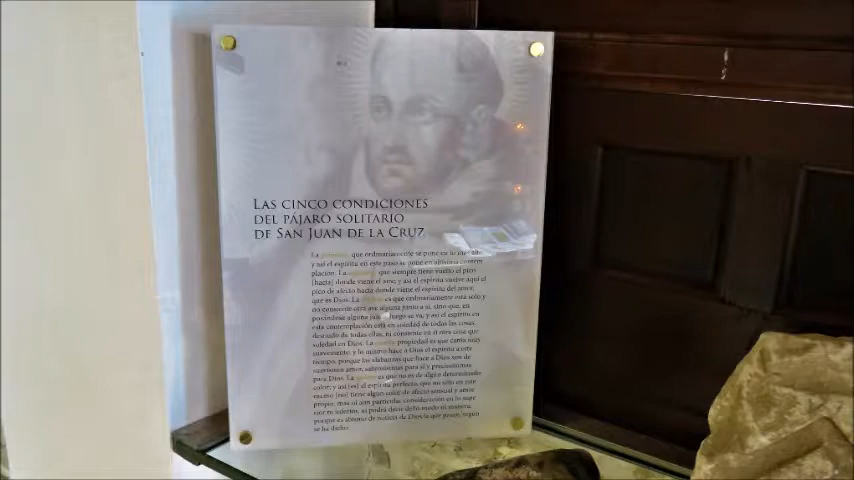 LAS CINCO CONDICIONES
DEL PÁJARO SOLITARIO
DE SAN JUAN DE LA CRUZ
La primera, que ordinariamente se pone en lo más alto
y así el espíritu en este paso se pone en altísima contem
plación. La que siempre tiene vuelto el pico
[hacia] donde viene el aire; y así el espíritu vuelve aquí el
pico de afecto hacia donde viene el espíritu del amor,
que es Dios. La es que ordinariamente está solo y
no consiente otra ave alguna junto a sí, sino que, en
posándose alguna junto, luego se va; y así el espíritu en
esta contemplación está en soledad de todas las cosas,
desnudo de todas ellas, ni consiente en sí otra cosa que
soledad en Dios. La propiedad es que canta muy
suavemente; y lo mismo hace a Dios el espíritu a este
tiempo, porque las alabanzas que hace a Dios son de
suavísimo amor, sabrosísimas para sí y preciosísimas
para Dios. La es que no es de algún determinado
color; y así [es] el espíritu perfecto, que no sólo en este
exceso [no] tiene algún color de afecto sensual y amor
propio, mas ni aun particular consideración en lo supe
rior ni inferior, ni podrá decir de ello modo ni manera,
porque es abismo de noticia de Dios la que posee, según
se ha dicho.